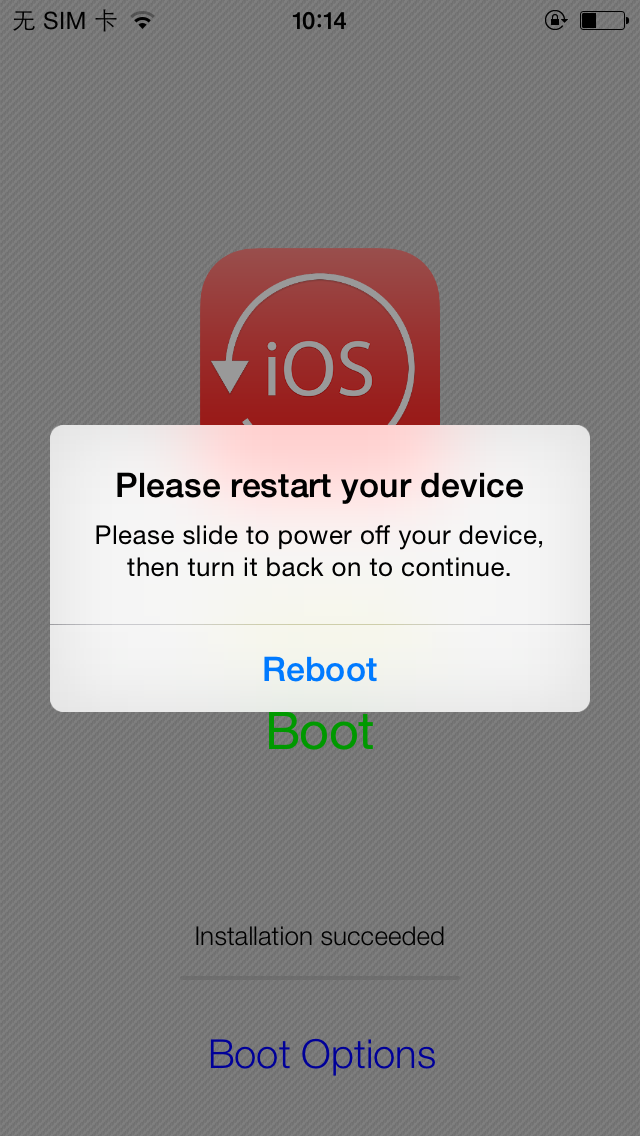 无 SIM 卡 10:14
iOS
Please restart your device
Please slide to power off your device,
then turn it back on to continue.
Reboot
Boot
Installation succeeded
Boot Options